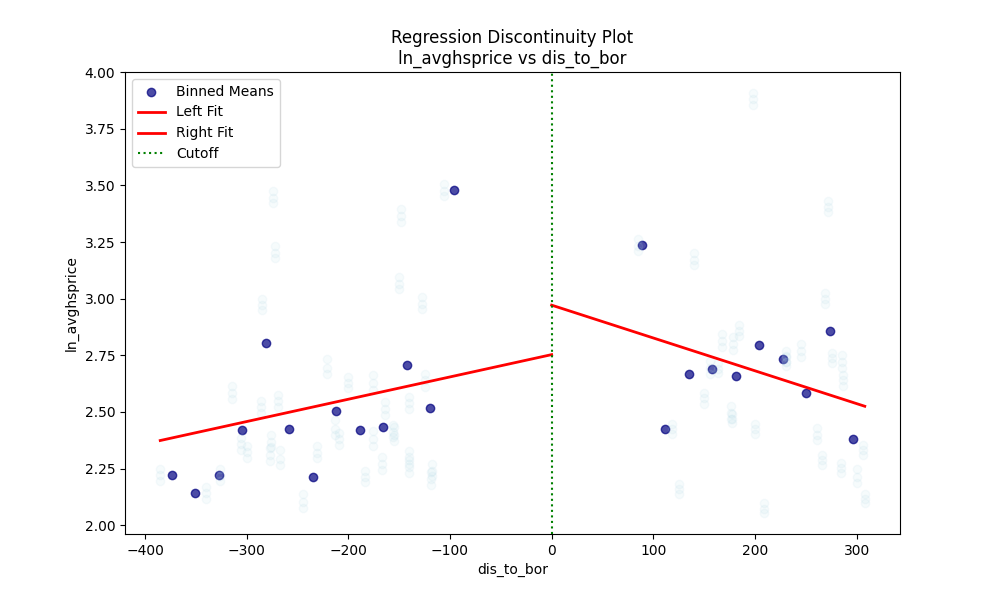 Regression Discontinuity Plot
ln_avghsprice vs dis_to_bor
Binned Means
Left Fit
Right Fit
Cutoff
ln_avghsprice
4.00
3.75
3.50
3.25
3.00
2.75
2.50
2.25
2.00
−400
−300
−200
−100
0
100
200
300
dis_to_bor